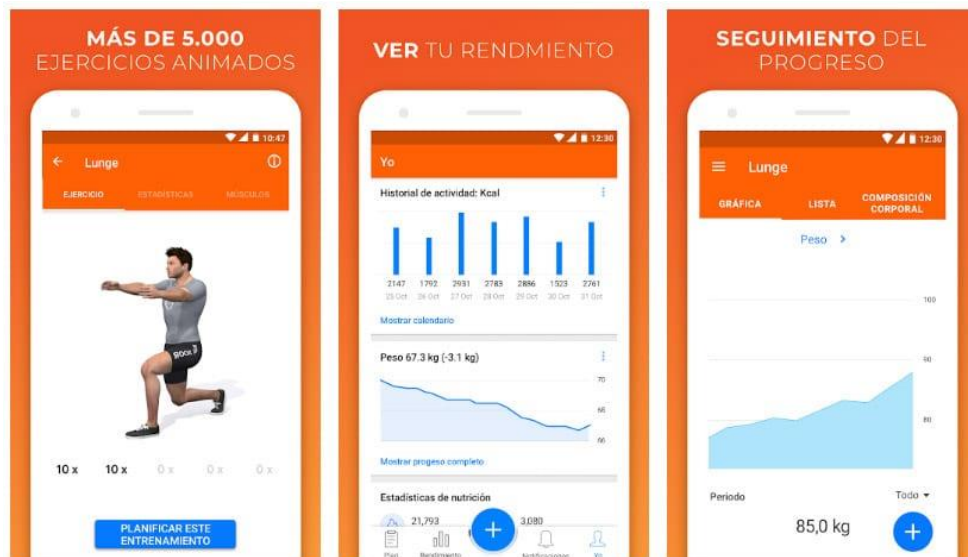 MÁS DE 5.000
EJERCICIOS ANIMADOS
10:47
Lunge
EJERCICIO ESTADÍSTICAS MÚSCULOS
10 x 10 x 0 x 0 x 0 x
PLANIFICAR ESTE
ENTRENAMIENTO
VER TU RENDMIENTO
12:30
Yo
Historial de actividad: Kcal
2147 1792 2931 2783 2886 1523 2761
25 Oct 26 Oct 27 Oct 28 Oct 29 Oct 30 Oct 31 Oct
Mostrar calendario
Peso 67.3 kg (-3.1 kg)
70
68
66
Mostrar progeso completo
Estadísticas de nutrición
21,793 3,080
Plan Rendimiento Notificaciones Yo
SEGUIMIENTO DEL
PROGRESO
12:30
Lunge
GRÁFICA LISTA COMPOSICIÓN
CORPORAL
Peso
100
90
80
Periodo Todo
85,0 kg